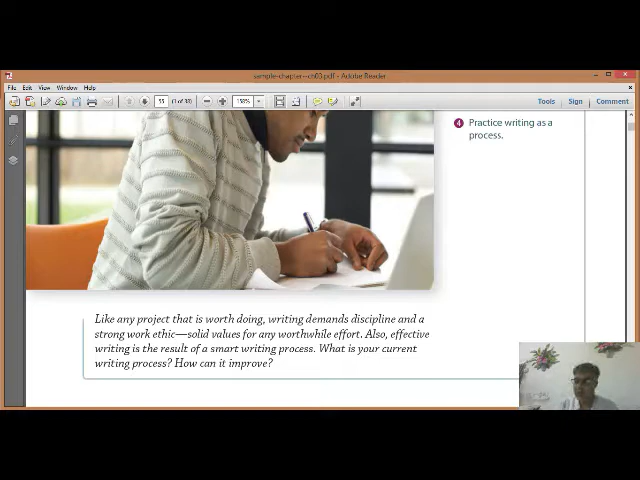 sample-chapter--ch03.pdf - Adobe Reader
File Edit View Window Help
55 (1 of 38) 158% Tools Sign Comment
4 Practice writing as a
process.
Like any project that is worth doing, writing demands discipline and a
strong work ethic—solid values for any worthwhile effort. Also, effective
writing is the result of a smart writing process. What is your current
writing process? How can it improve?